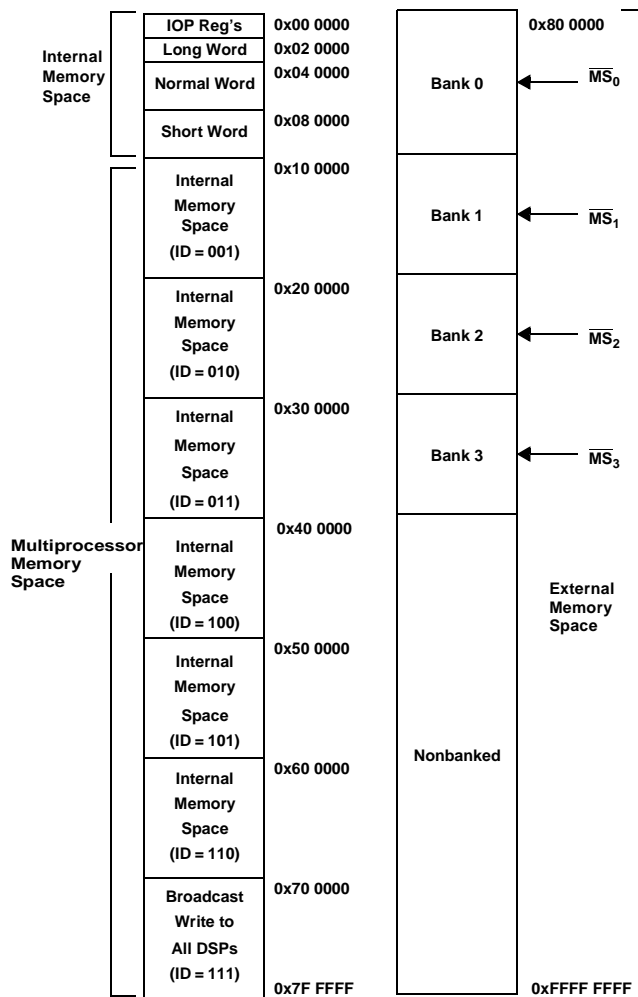 Internal
Memory
Space
IOP Reg's
0x00 0000
Long Word
0x02 0000
Normal Word
0x04 0000
Short Word
0x08 0000
Multiprocessor
Memory
Space
Internal
Memory
Space
(ID = 001)
0x10 0000
Internal
Memory
Space
(ID = 010)
0x20 0000
Internal
Memory
Space
(ID = 011)
0x30 0000
Internal
Memory
Space
(ID = 100)
0x40 0000
Internal
Memory
Space
(ID = 101)
0x50 0000
Internal
Memory
Space
(ID = 110)
0x60 0000
Broadcast
Write to
All DSPs
(ID = 111)
0x70 0000
0x7F FFFF
0x80 0000
Bank 0
MS0
Bank 1
MS1
Bank 2
MS2
Bank 3
MS3
Nonbanked
External
Memory
Space
0xFFFF FFFF